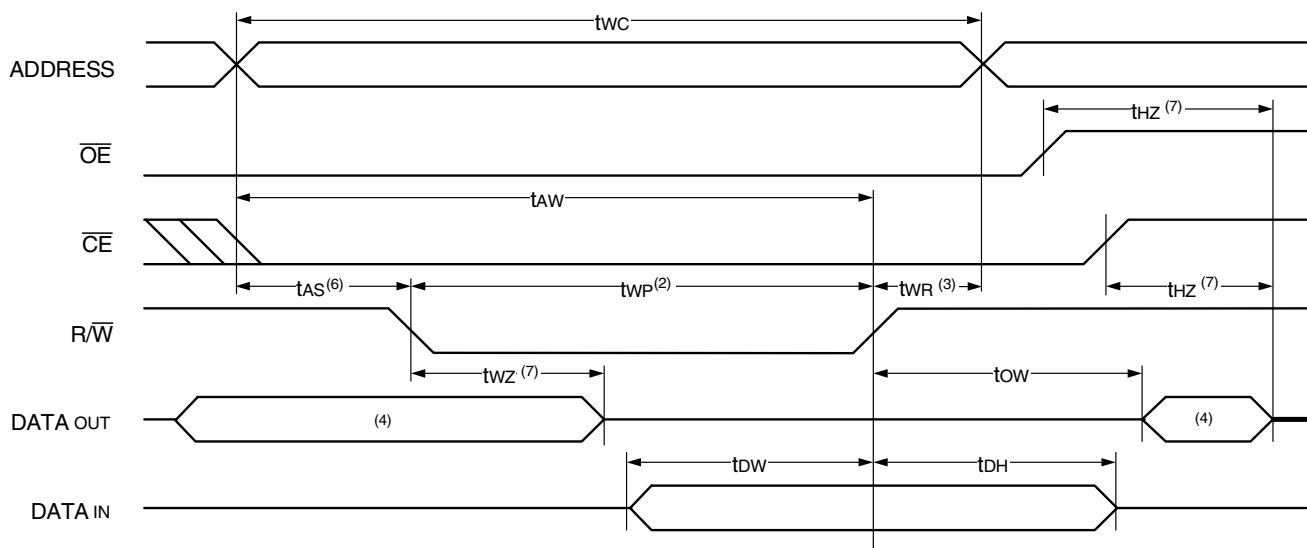 tWC
ADDRESS
tHZ (7)
OE
tAW
CE
tAS(6)
tWP(2)
tWR (3)
tHZ (7)
R/W
tWZ (7)
tOW
DATA OUT
(4)
(4)
tDW
tDH
DATA IN